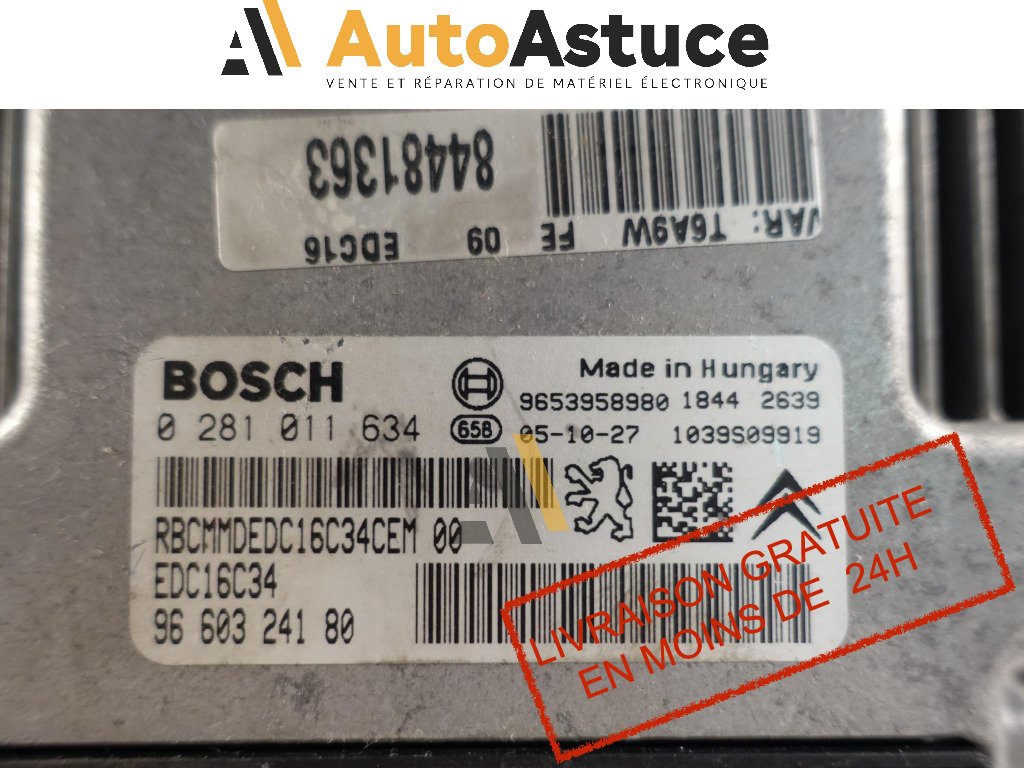 AutoAstuce
VENTE ET RÉPARATION DE MATÉRIEL ÉLECTRONIQUE
VAR: T6A9W FE 09 EDC16
84481363
BOSCH
Made in Hungary
9653958980 1844 2639
0 281 011 634
65B
05-10-27 1039S09919
RBCMMDEDC16C34CEM 00
EDC16C34
96 603 241 80
LIVRAISON GRATUITE
EN MOINS DE 24H